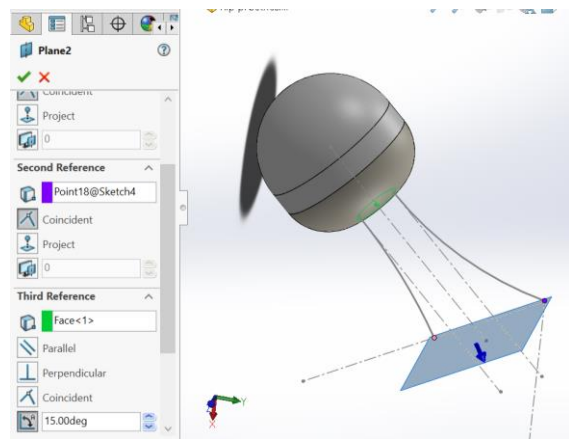 Plane2
Coincident
Project
0
Second Reference
Point18@Sketch4
Coincident
Project
0
Third Reference
Face<1>
Parallel
Perpendicular
Coincident
15.00deg
Y
X